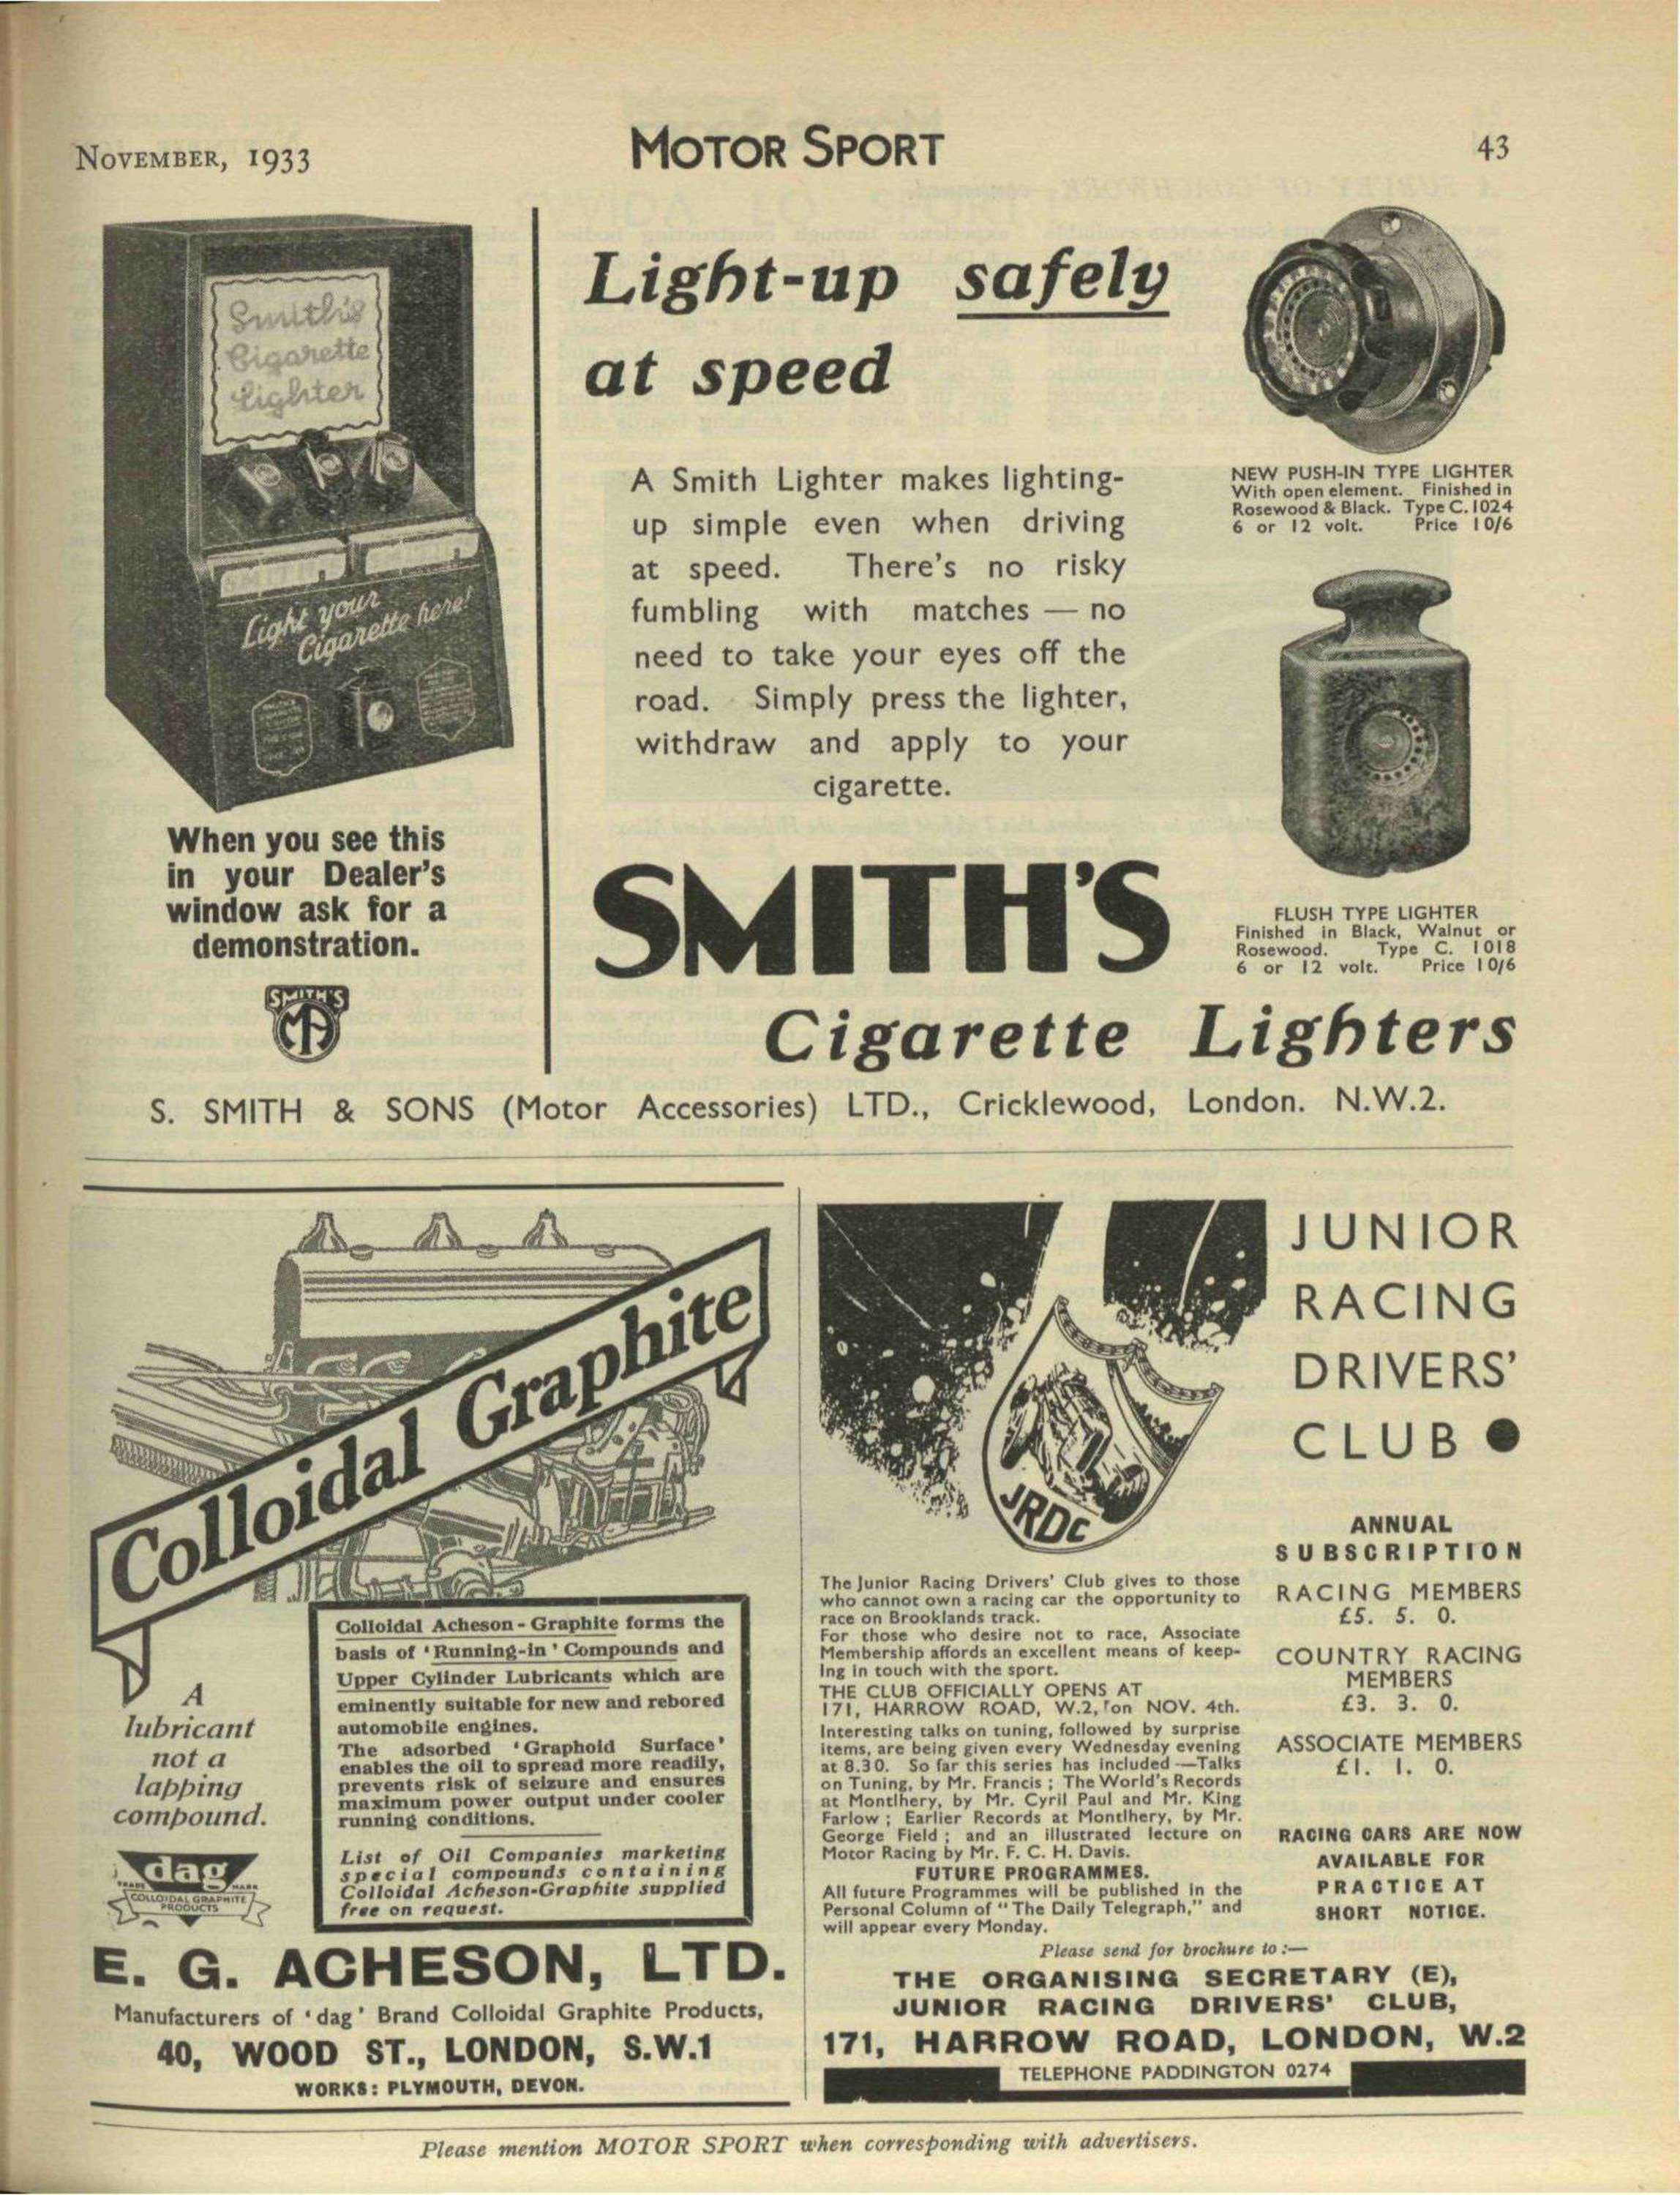 NOVEMBER, 1933
MOTOR SPORT
43
Smith's
Cigarette
Lighter
SMITH'S
Light your
Cigarette here!
When you see this
in your Dealer's
window ask for a
demonstration.
SMITH'S
MA
Light-up safely
at speed
A Smith Lighter makes lighting-
up simple even when driving
at speed. There's no risky
fumbling with matches — no
need to take your eyes off the
road. Simply press the lighter,
withdraw and apply to your
cigarette.
NEW PUSH-IN TYPE LIGHTER
With open element. Finished in
Rosewood & Black. Type C. 1024
6 or 12 volt. Price 10/6
FLUSH TYPE LIGHTER
Finished in Black, Walnut or
Rosewood. Type C. 1018
6 or 12 volt. Price 10/6
SMITH'S
Cigarette Lighters
S. SMITH & SONS (Motor Accessories) LTD., Cricklewood, London. N.W.2.
Colloidal Graphite
A
lubricant
not a
lapping
compound.
dag
TRADE MARK
COLLOIDAL GRAPHITE
PRODUCTS
Colloidal Acheson-Graphite forms the
basis of 'Running-in' Compounds and
Upper Cylinder Lubricants which are
eminently suitable for new and rebored
automobile engines.
The adsorbed 'Graphoid Surface'
enables the oil to spread more readily,
prevents risk of seizure and ensures
maximum power output under cooler
running conditions.
List of Oil Companies marketing
special compounds containing
Colloidal Acheson-Graphite supplied
free on request.
E. G. ACHESON, LTD.
Manufacturers of 'dag' Brand Colloidal Graphite Products,
40, WOOD ST., LONDON, S.W.1
WORKS: PLYMOUTH, DEVON.
JRDC
JUNIOR
RACING
DRIVERS'
CLUB
The Junior Racing Drivers' Club gives to those
who cannot own a racing car the opportunity to
race on Brooklands track.
For those who desire not to race, Associate
Membership affords an excellent means of keep-
ing in touch with the sport.
THE CLUB OFFICIALLY OPENS AT
171, HARROW ROAD, W.2, on NOV. 4th.
Interesting talks on tuning, followed by surprise
items, are being given every Wednesday evening
at 8.30. So far this series has included—Talks
on Tuning, by Mr. Francis; The World's Records
at Montlhery, by Mr. Cyril Paul and Mr. King
Farlow; Earlier Records at Montlhery, by Mr.
George Field; and an illustrated lecture on
Motor Racing by Mr. F. C. H. Davis.
FUTURE PROGRAMMES.
All future Programmes will be published in the
Personal Column of "The Daily Telegraph," and
will appear every Monday.
ANNUAL
SUBSCRIPTION
RACING MEMBERS
£5. 5. 0.
COUNTRY RACING
MEMBERS
£3. 3. 0.
ASSOCIATE MEMBERS
£1. 1. 0.
RACING CARS ARE NOW
AVAILABLE FOR
PRACTICE AT
SHORT NOTICE.
Please send for brochure to:—
THE ORGANISING SECRETARY (E),
JUNIOR RACING DRIVERS' CLUB,
171, HARROW ROAD, LONDON, W.2
TELEPHONE PADDINGTON 0274
Please mention MOTOR SPORT when corresponding with advertisers.